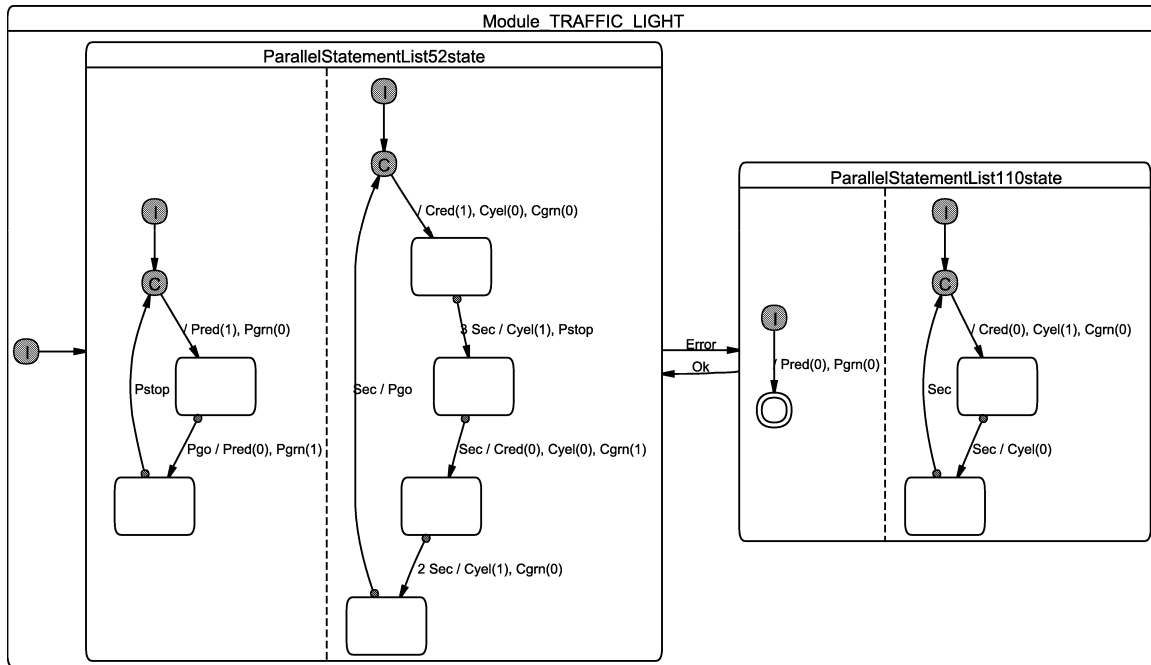 Module_TRAFFIC_LIGHT
ParallelStatementList52state
I
C
/ Pred(1), Pgrn(0)
Pstop
Pgo / Pred(0), Pgrn(1)
I
C
/ Cred(1), Cyel(0), Cgrn(0)
3 Sec / Cyel(1), Pstop
Sec / Pgo
Sec / Cred(0), Cyel(0), Cgrn(1)
2 Sec / Cyel(1), Cgrn(0)
I
Error
Ok
ParallelStatementList110state
I
/ Pred(0), Pgrn(0)
I
C
/ Cred(0), Cyel(1), Cgrn(0)
Sec
Sec / Cyel(0)